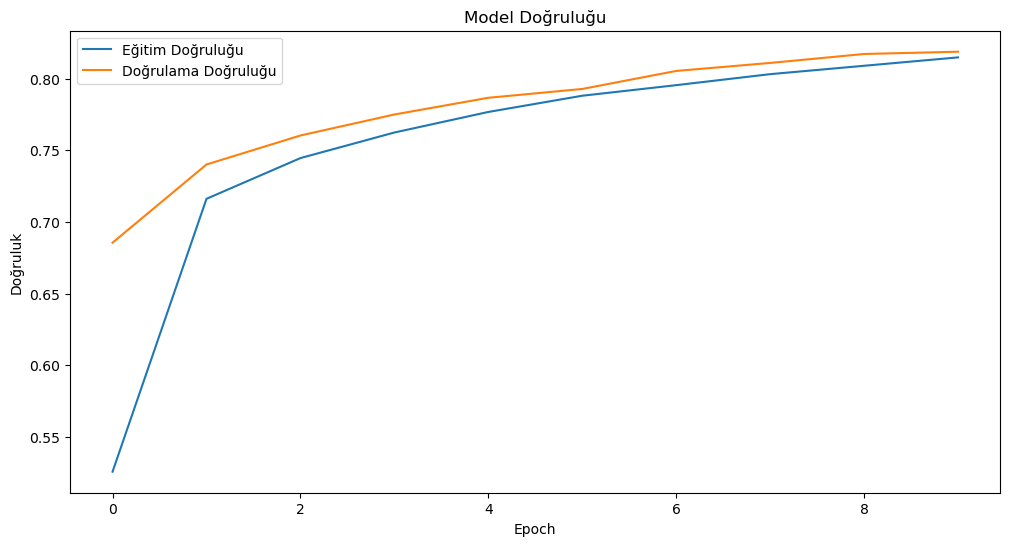 Model Doğruluğu
Eğitim Doğruluğu
Doğrulama Doğruluğu
0.80
0.75
0.70
0.65
0.60
0.55
Doğruluk
0 2 4 6 8
Epoch